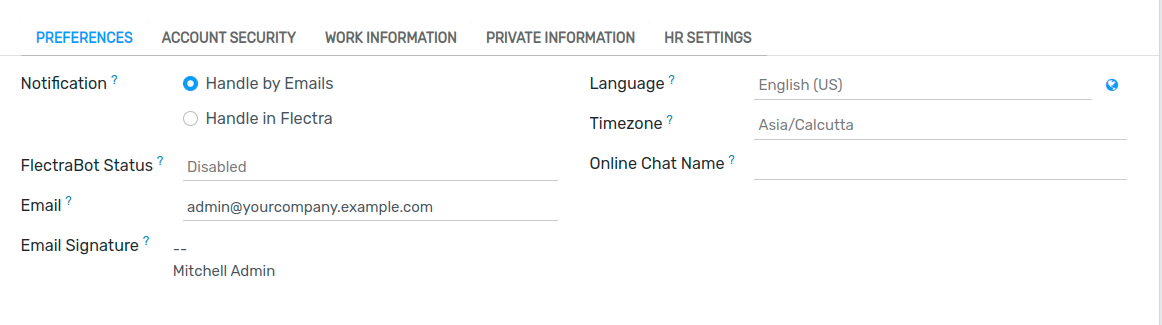 PREFERENCES ACCOUNT SECURITY WORK INFORMATION PRIVATE INFORMATION HR SETTINGS
Notification ? Handle by Emails
Handle in Flectra
FlectraBot Status ? Disabled
Email ? admin@yourcompany.example.com
Email Signature ? --
Mitchell Admin
Language ? English (US)
Timezone ? Asia/Calcutta
Online Chat Name ?